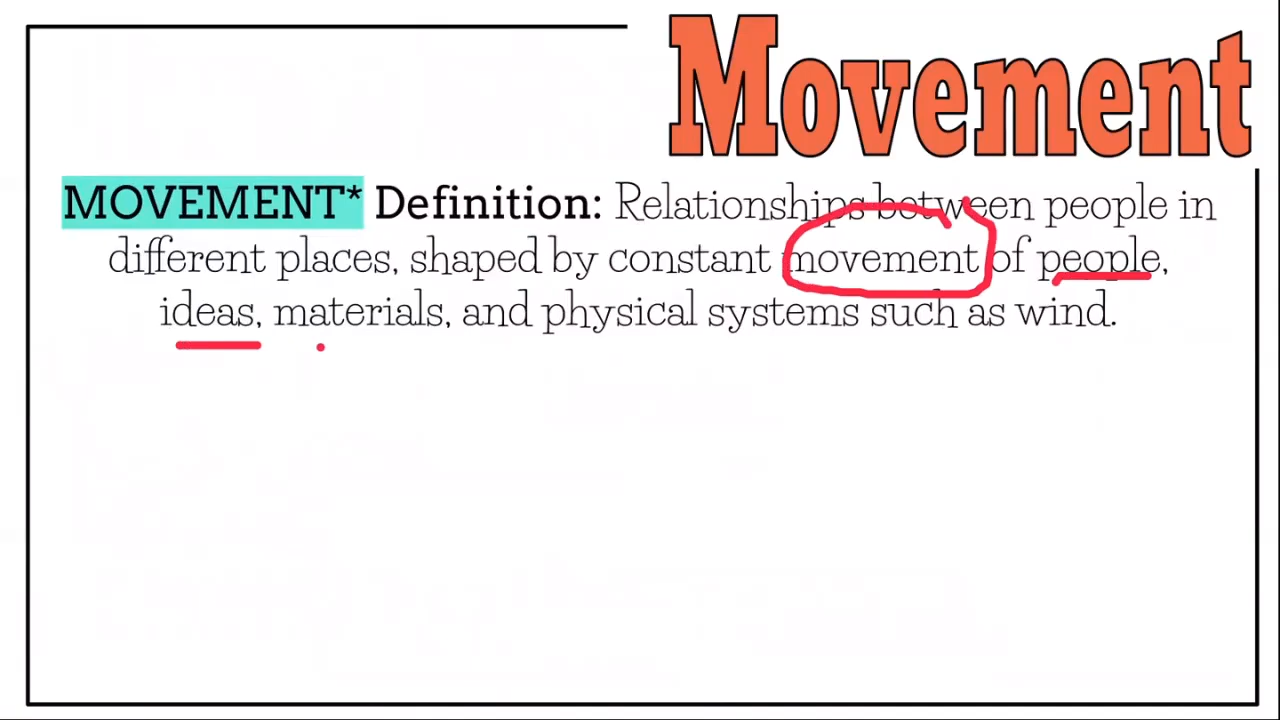 Movement
MOVEMENT* Definition: Relationships between people in
different places, shaped by constant movement of people,
ideas, materials, and physical systems such as wind.